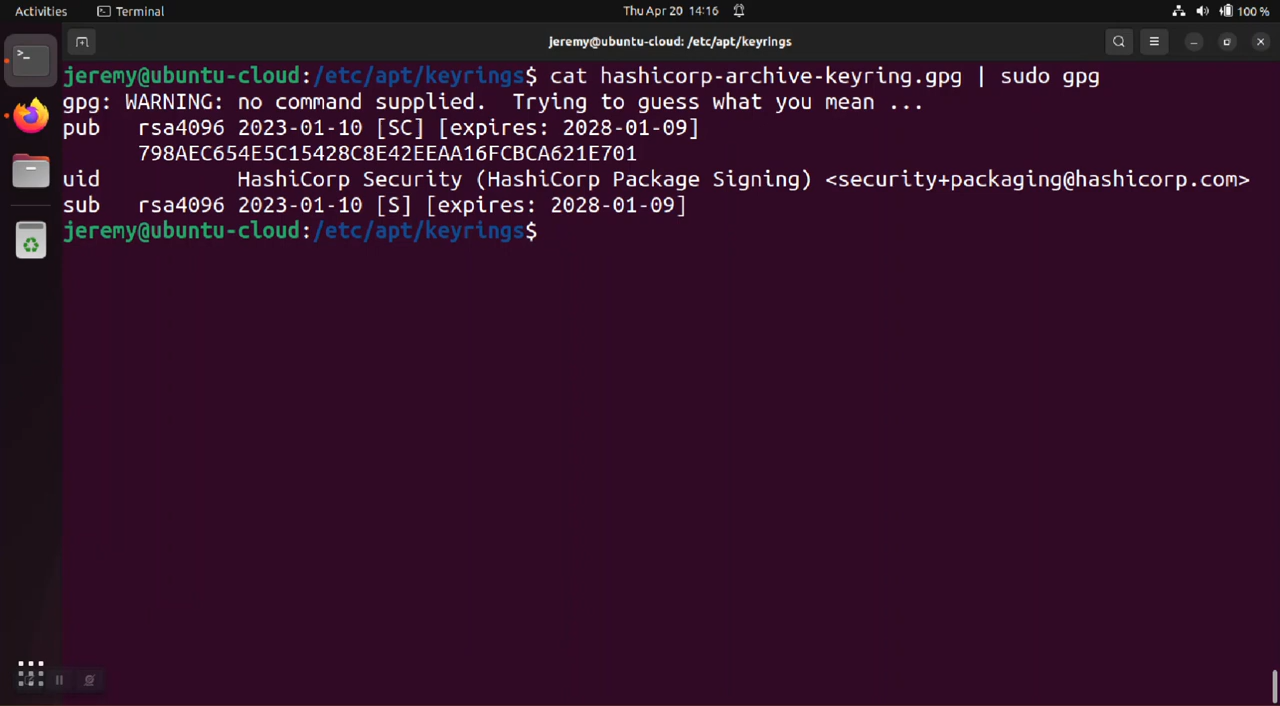 Activities Terminal Thu Apr 20 14:16 100 %
jeremy@ubuntu-cloud: /etc/apt/keyrings
jeremy@ubuntu-cloud:/etc/apt/keyrings$ cat hashicorp-archive-keyring.gpg | sudo gpg
gpg: WARNING: no command supplied.  Trying to guess what you mean ...
pub   rsa4096 2023-01-10 [SC] [expires: 2028-01-09]
      798AEC654E5C15428C8E42EEAA16FCBCA621E701
uid           HashiCorp Security (HashiCorp Package Signing) <security+packaging@hashicorp.com>
sub   rsa4096 2023-01-10 [S] [expires: 2028-01-09]
jeremy@ubuntu-cloud:/etc/apt/keyrings$